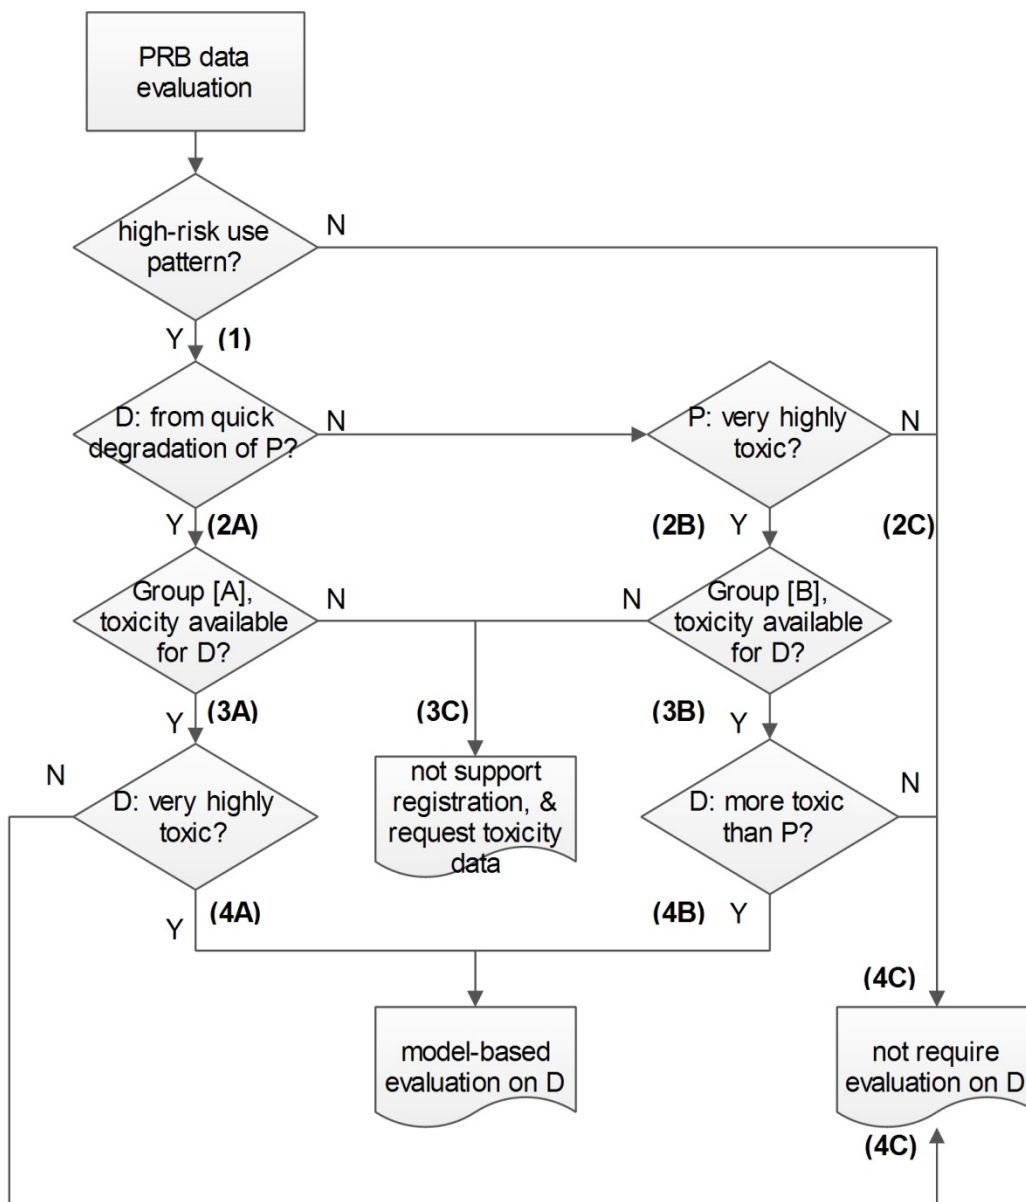 PRB data
evaluation
high-risk use
pattern?
N
Y
(1)
D: from quick
degradation of P?
N
P: very highly
toxic?
N
Y
(2A)
(2B)
Y
(2C)
Group [A],
toxicity available
for D?
N
N
Group [B],
toxicity available
for D?
Y
(3A)
(3C)
(3B)
Y
N
D: very highly
toxic?
not support
registration, &
request toxicity
data
D: more toxic
than P?
N
Y
(4A)
(4B)
Y
(4C)
model-based
evaluation on D
not require
evaluation on D
(4C)